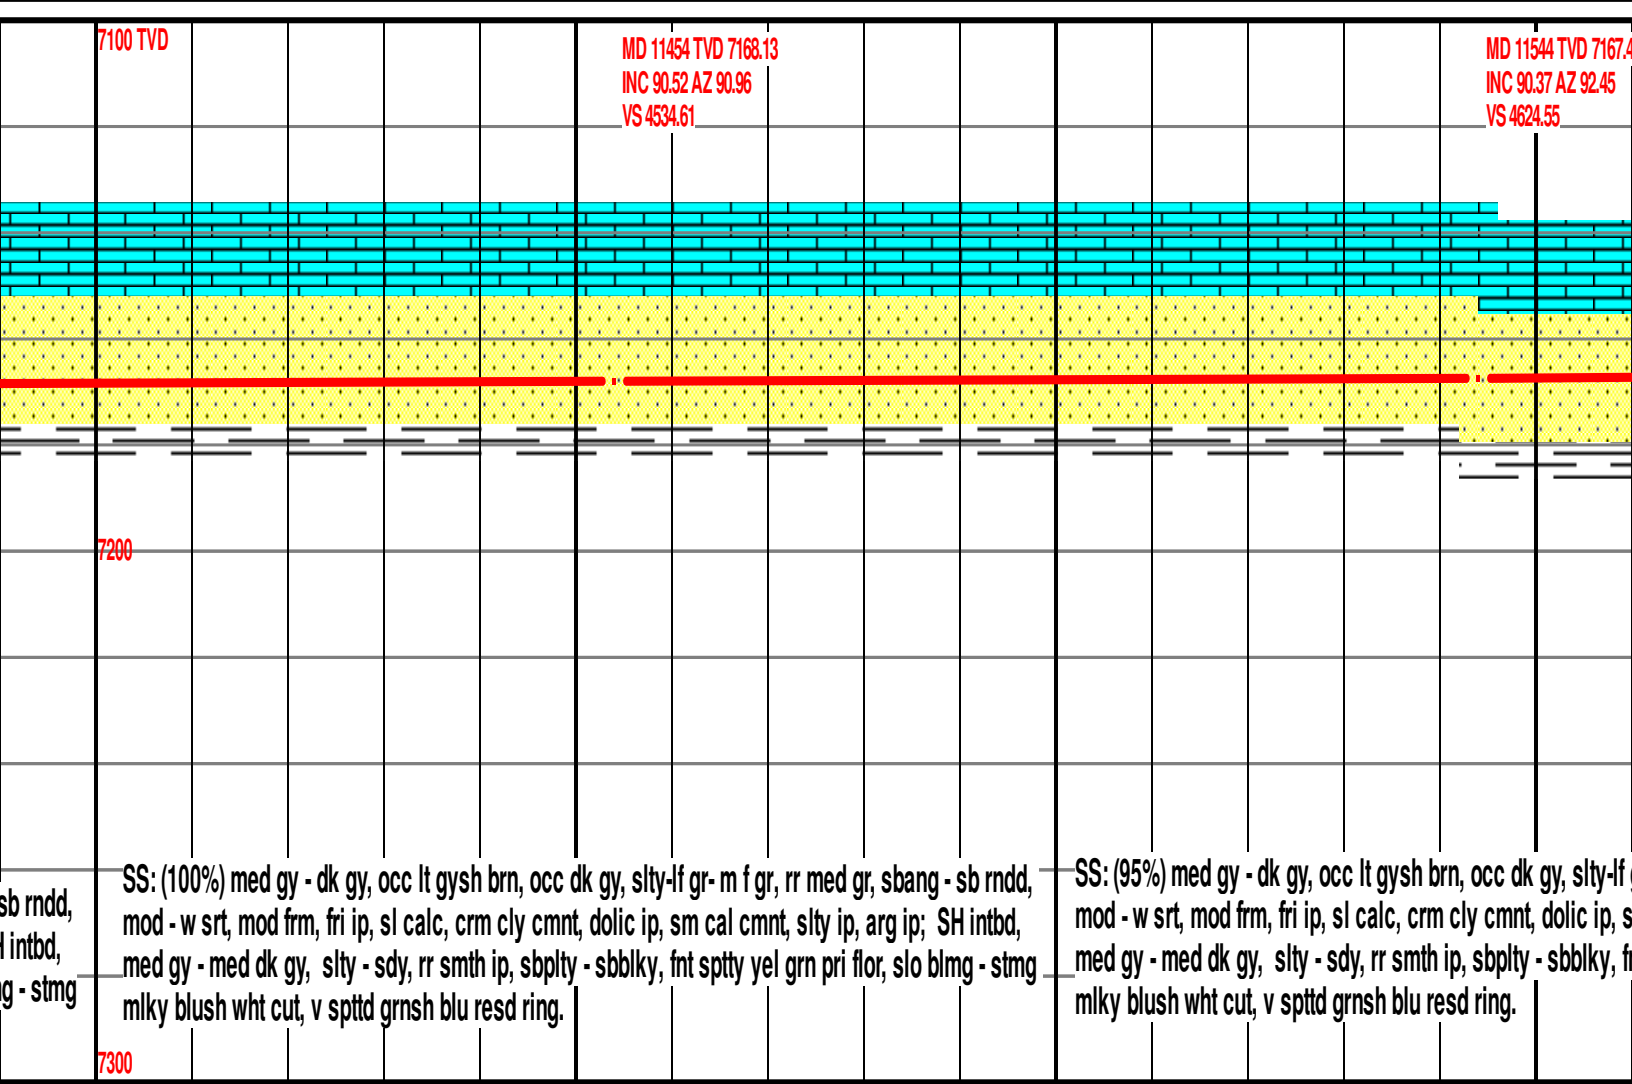 7100 TVD
MD 11454 TVD 7168.13
INC 90.52 AZ 90.96
VS 4534.61
MD 11544 TVD 7167.4
INC 90.37 AZ 92.45
VS 4624.55
7200
sb rndd,
intbd,
- stmg
SS: (100%) med gy - dk gy, occ lt gysh brn, occ dk gy, slty-lf gr- m f gr, rr med gr, sbang - sb rndd,
mod - w srt, mod frm, fri ip, sl calc, crm cly cmnt, dolic ip, sm cal cmnt, slty ip, arg ip;  SH intbd,
med gy - med dk gy,  slty - sdy, rr smth ip, sbplty - sbblky, fnt sptty yel grn pri flor, slo blmg - stmg
mlky blush wht cut, v spttd grnsh blu resd ring.
SS: (95%) med gy - dk gy, occ lt gysh brn, occ dk gy, slty-lf
mod - w srt, mod frm, fri ip, sl calc, crm cly cmnt, dolic ip,
med gy - med dk gy,  slty - sdy, rr smth ip, sbplty - sbblky,
mlky blush wht cut, v spttd grnsh blu resd ring.
7300